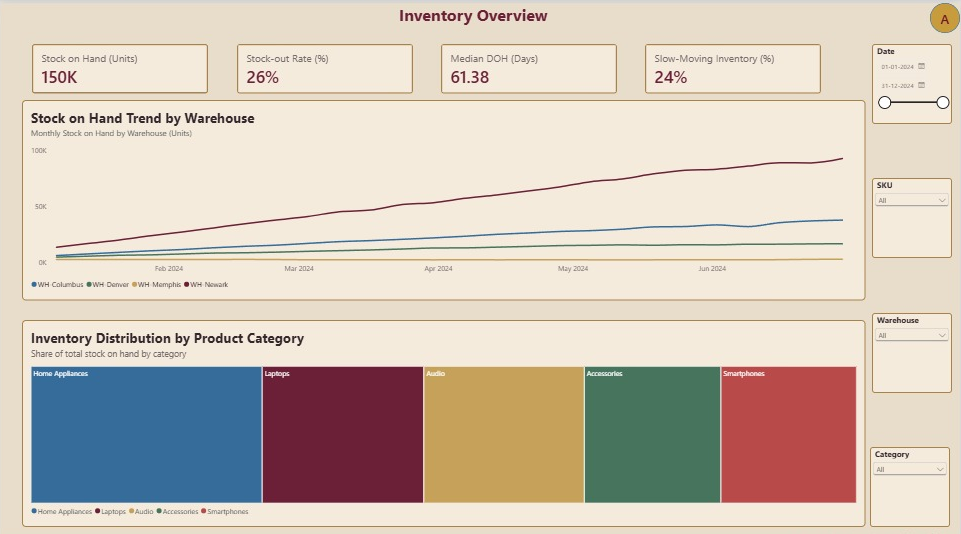 Inventory Overview
A
Stock on Hand (Units)
150K
Stock-out Rate (%)
26%
Median DOH (Days)
61.38
Slow-Moving Inventory (%)
24%
Date
01-01-2024
31-12-2024
Stock on Hand Trend by Warehouse
Monthly Stock on Hand by Warehouse (Units)
100K
50K
0K
Feb 2024
Mar 2024
Apr 2024
May 2024
Jun 2024
WH-Columbus WH-Denver WH-Memphis WH-Newark
SKU
All
Warehouse
All
Inventory Distribution by Product Category
Share of total stock on hand by category
Home Appliances
Laptops
Audio
Accessories
Smartphones
Home Appliances Laptops Audio Accessories Smartphones
Category
All